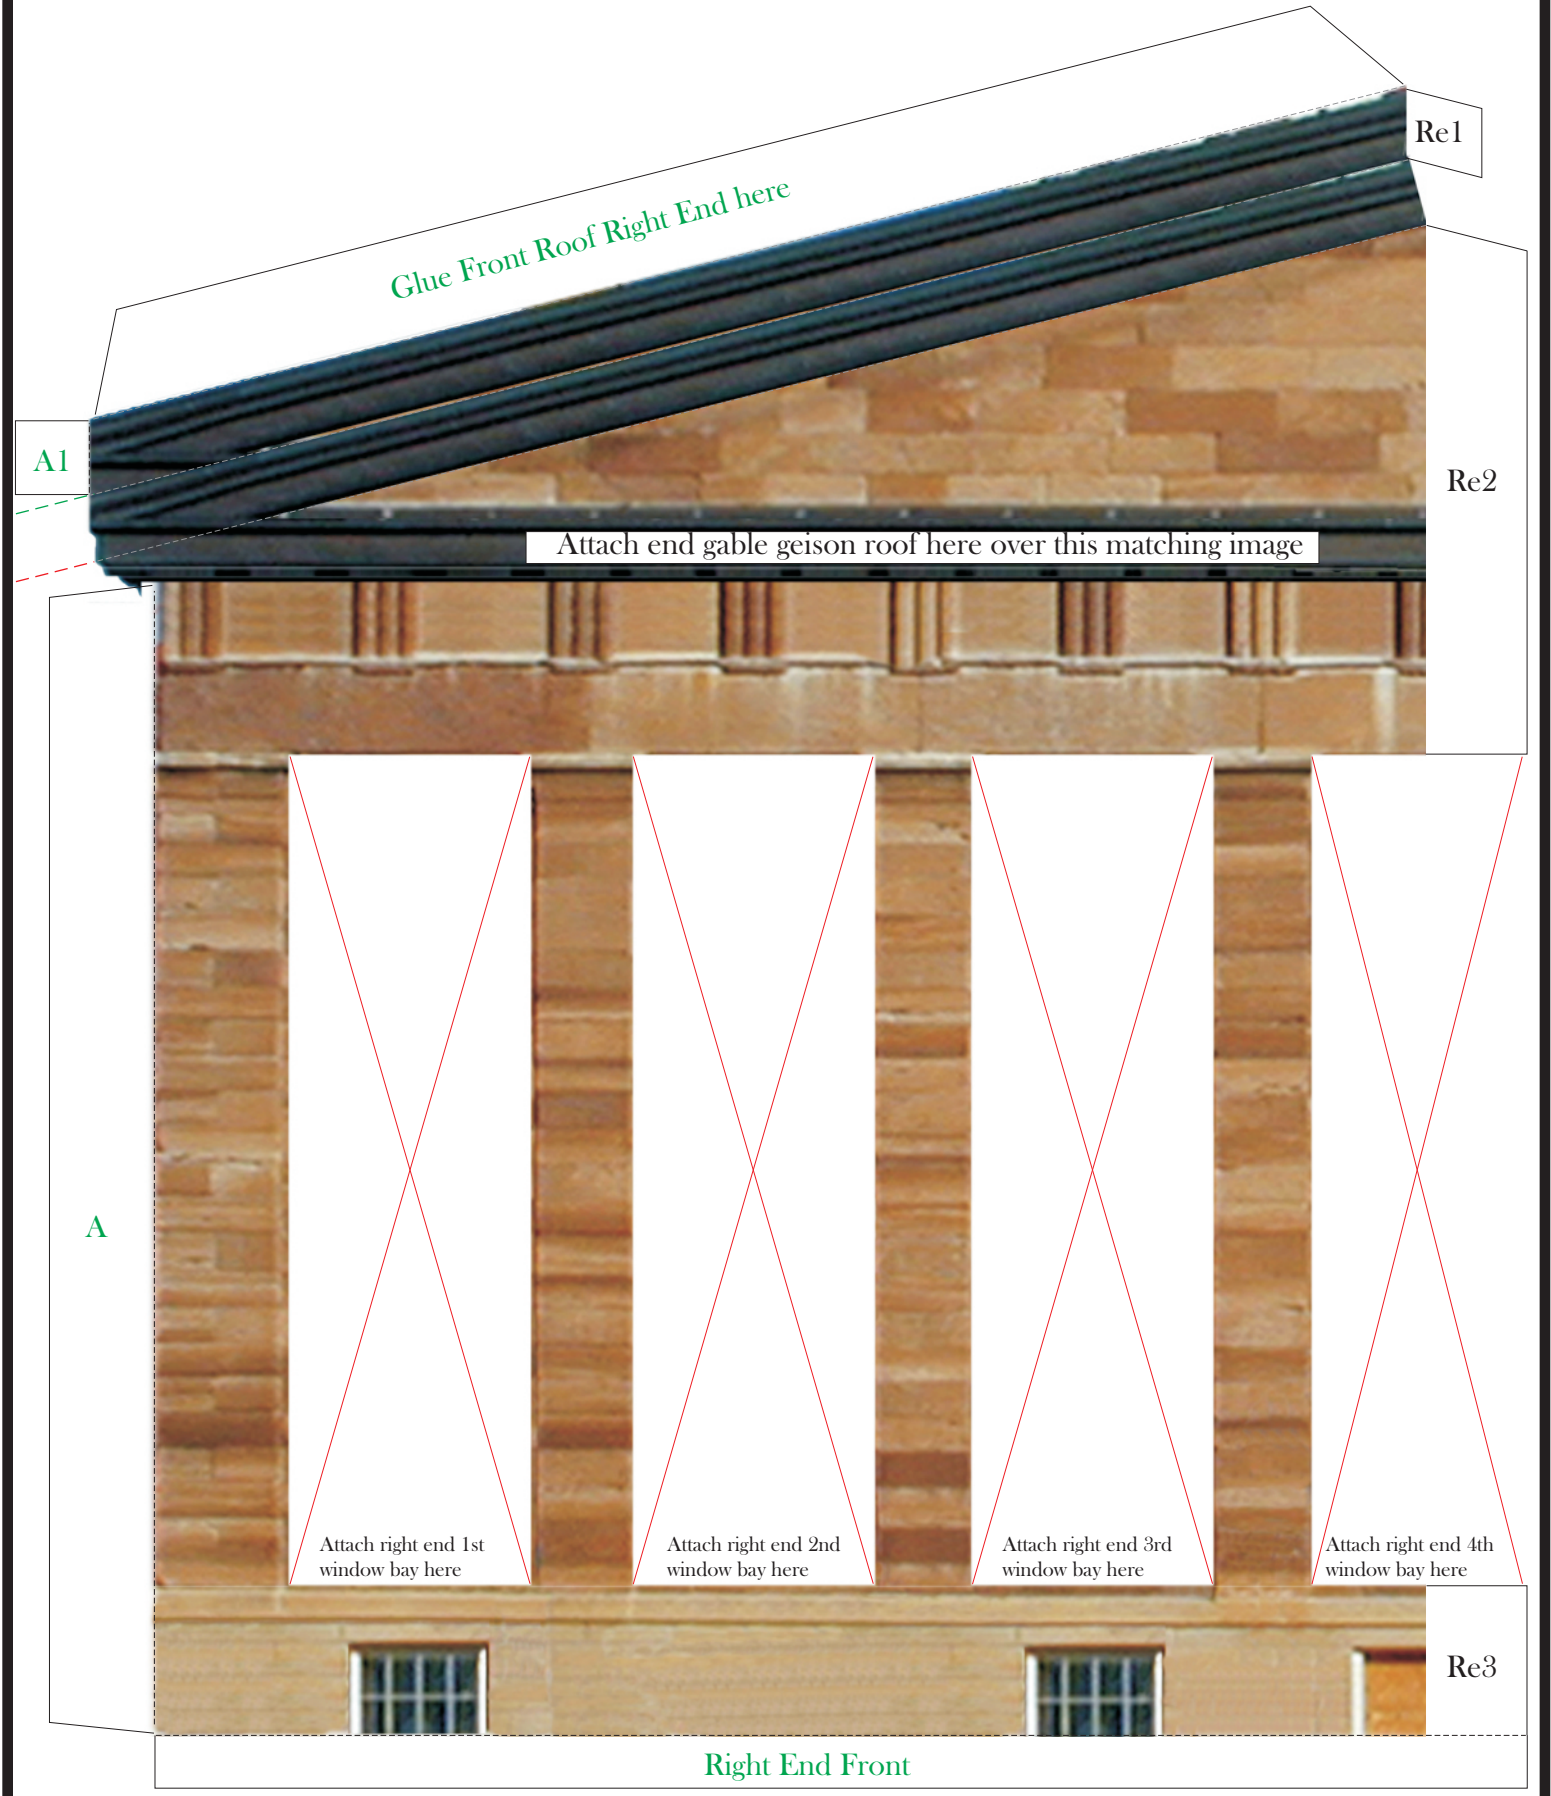 Re1
Glue Front Roof Right End here
A1
Re2
Attach end gable geison roof here over this matching image
A
Attach right end 1st
window bay here
Attach right end 2nd
window bay here
Attach right end 3rd
window bay here
Attach right end 4th
window bay here
Re3
Right End Front